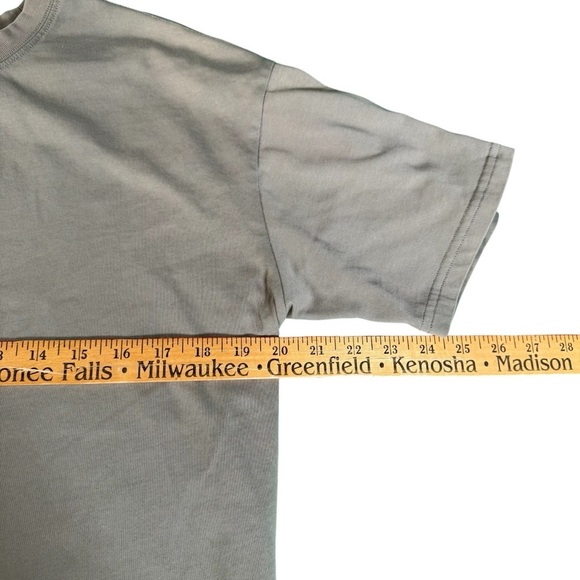 3 14 15 16 17 18 19 20 21 22 23 24 25 26 27 28
onee Falls • Milwaukee • Greenfield • Kenosha • Madison